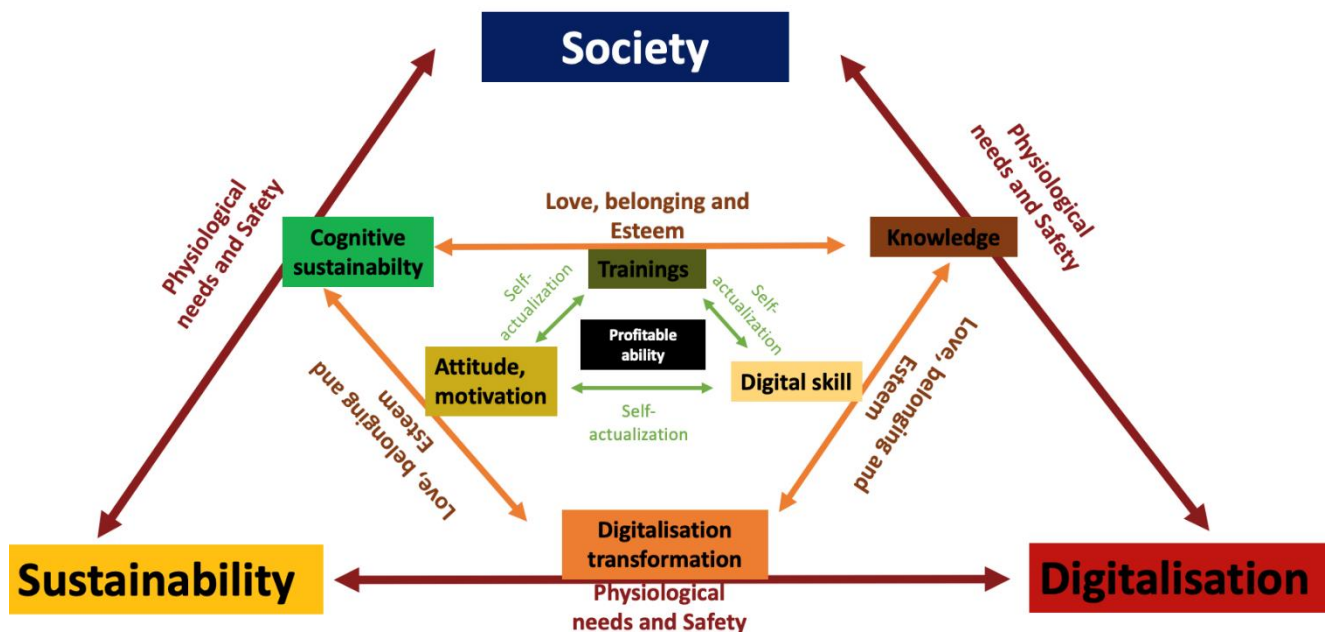 Society
Physiological
needs and Safety
Physiological
needs and Safety
Love, belonging and
Esteem
Cognitive
sustainabilty
Knowledge
Trainings
Self-
actualization
Self-
actualization
Profitable
ability
Attitude,
motivation
Digital skill
Self-
actualization
Love, belonging and
Esteem
Love, belonging and
Esteem
Digitalisation
transformation
Sustainability
Digitalisation
Physiological
needs and Safety